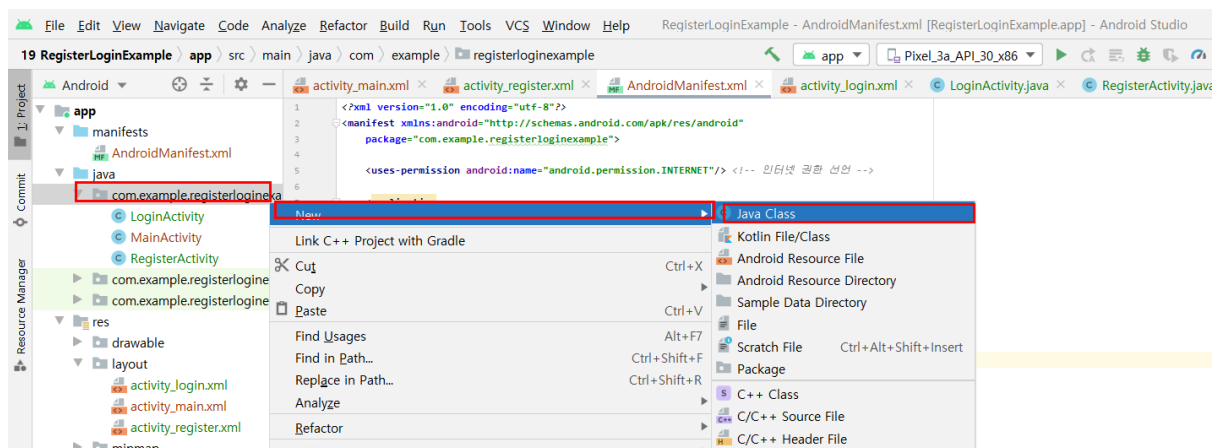 File Edit View Navigate Code Analyze Refactor Build Run Tools VCS Window Help RegisterLoginExample - AndroidManifest.xml [RegisterLoginExample.app] - Android Studio
19 RegisterLoginExample app src main java com example registerloginexample app Pixel_3a_API_30_x86
Android activity_main.xml activity_register.xml AndroidManifest.xml activity_login.xml LoginActivity.java RegisterActivity.java
1: Project
Commit
Resource Manager
app
manifests
AndroidManifest.xml
java
com.example.registerloginexa
LoginActivity
MainActivity
RegisterActivity
com.example.registerlogine
com.example.registerlogine
res
drawable
layout
activity_login.xml
activity_main.xml
activity_register.xml
1 <?xml version="1.0" encoding="utf-8"?>
2 <manifest xmlns:android="http://schemas.android.com/apk/res/android"
3 package="com.example.registerloginexample">
4
5 <uses-permission android:name="android.permission.INTERNET"/> <!-- 인터넷 권한 선언 -->
6
New
Link C++ Project with Gradle
Cut Ctrl+X
Copy
Paste Ctrl+V
Find Usages Alt+F7
Find in Path... Ctrl+Shift+F
Replace in Path... Ctrl+Shift+R
Analyze
Refactor
Java Class
Kotlin File/Class
Android Resource File
Android Resource Directory
Sample Data Directory
File
Scratch File Ctrl+Alt+Shift+Insert
Package
C++ Class
C/C++ Source File
C/C++ Header File